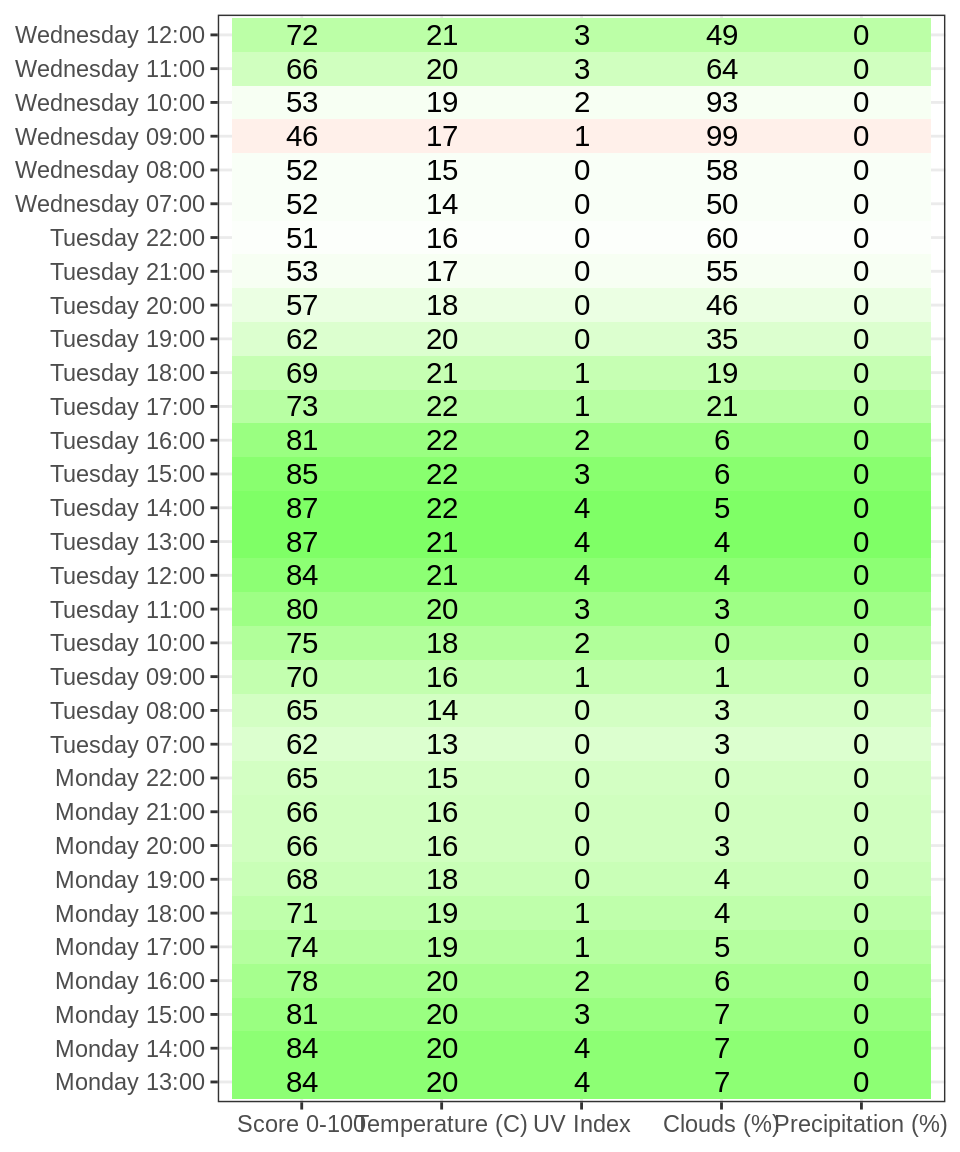 Wednesday 12:00 72 21 3 49 0
Wednesday 11:00 66 20 3 64 0
Wednesday 10:00 53 19 2 93 0
Wednesday 09:00 46 17 1 99 0
Wednesday 08:00 52 15 0 58 0
Wednesday 07:00 52 14 0 50 0
Tuesday 22:00 51 16 0 60 0
Tuesday 21:00 53 17 0 55 0
Tuesday 20:00 57 18 0 46 0
Tuesday 19:00 62 20 0 35 0
Tuesday 18:00 69 21 1 19 0
Tuesday 17:00 73 22 1 21 0
Tuesday 16:00 81 22 2 6 0
Tuesday 15:00 85 22 3 6 0
Tuesday 14:00 87 22 4 5 0
Tuesday 13:00 87 21 4 4 0
Tuesday 12:00 84 21 4 4 0
Tuesday 11:00 80 20 3 3 0
Tuesday 10:00 75 18 2 0 0
Tuesday 09:00 70 16 1 1 0
Tuesday 08:00 65 14 0 3 0
Tuesday 07:00 62 13 0 3 0
Monday 22:00 65 15 0 0 0
Monday 21:00 66 16 0 0 0
Monday 20:00 66 16 0 3 0
Monday 19:00 68 18 0 4 0
Monday 18:00 71 19 1 4 0
Monday 17:00 74 19 1 5 0
Monday 16:00 78 20 2 6 0
Monday 15:00 81 20 3 7 0
Monday 14:00 84 20 4 7 0
Monday 13:00 84 20 4 7 0
Score 0-100 Temperature (C) UV Index Clouds (%) Precipitation (%)